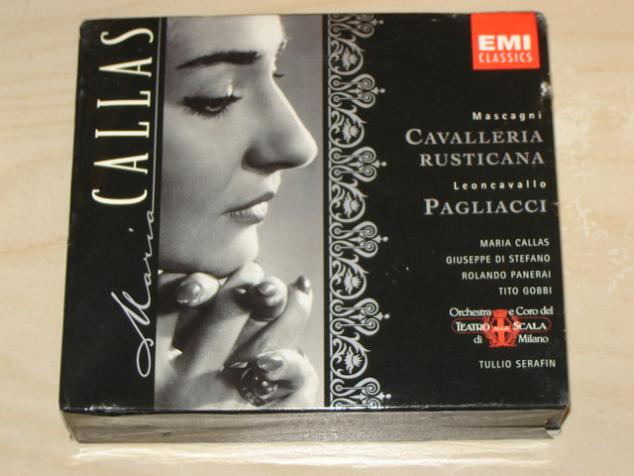 Maria CALLAS
EMI
CLASSICS
Mascagni
CAVALLERIA
RUSTICANA
Leoncavallo
PAGLIACCI
MARIA CALLAS
GIUSEPPE DI STEFANO
ROLANDO PANERAI
TITO GOBBI
Orchestra e Coro del
TEATRO ALLA SCALA
di Milano
TULLIO SERAFIN